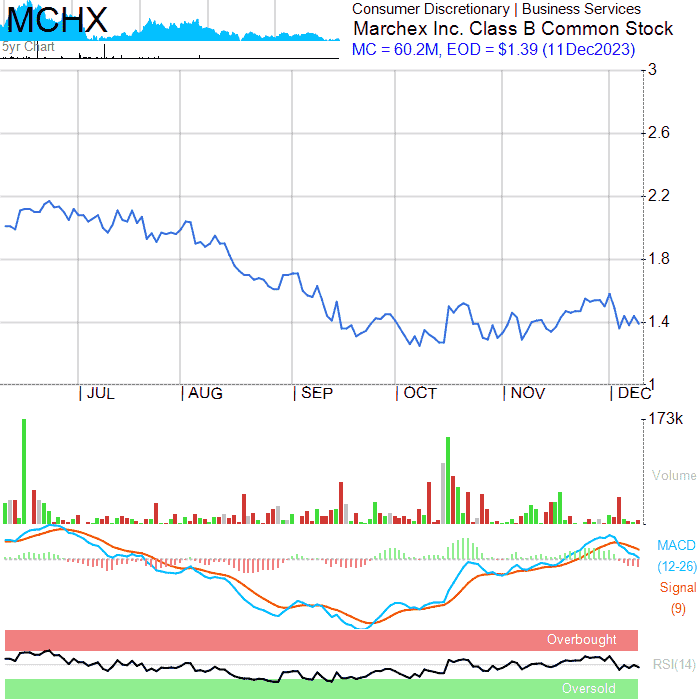 MCHX
Consumer Discretionary | Business Services
Marchex Inc. Class B Common Stock
5yr Chart
MC = 60.2M, EOD = $1.39 (11Dec2023)
3
2.6
2.2
1.8
1.4
1
JUL AUG SEP OCT NOV DEC
173k
Volume
MACD
(12-26)
Signal
(9)
Overbought
RSI(14)
Oversold